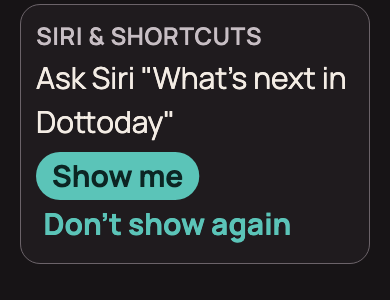 SIRI & SHORTCUTS
Ask Siri "What's next in
Dottoday"
Show me
Don't show again